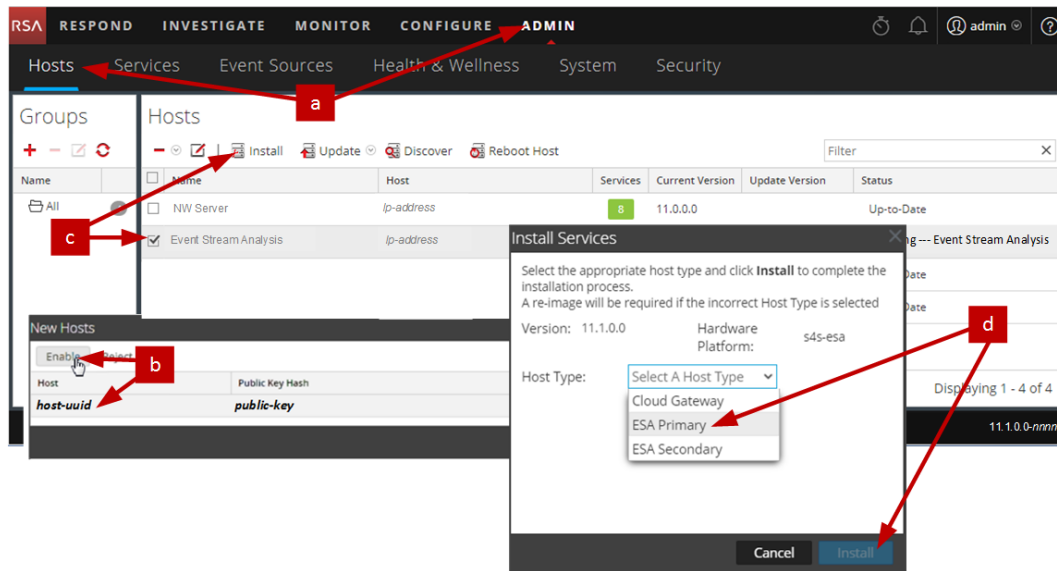 RSA RESPOND INVESTIGATE MONITOR CONFIGURE ADMIN admin
Hosts Services Event Sources Health & Wellness System Security
a
Groups
Hosts
Install Update Discover Reboot Host Filter
Name
Name Host Services Current Version Update Version Status
All
NW Server Ip-address 8 11.0.0.0 Up-to-Date
c
Event Stream Analysis Ip-address --- Event Stream Analysis
Install Services
Select the appropriate host type and click Install to complete the
installation process.
A re-image will be required if the incorrect Host Type is selected
Version: 11.1.0.0 Hardware
Platform: s4s-esa
Host Type: Select A Host Type
Cloud Gateway
ESA Primary
ESA Secondary
Cancel Install
d
Displaying 1 - 4 of 4
11.1.0.0-nnnn
New Hosts
Enable Reject
b
Host Public Key Hash
host-uuid public-key